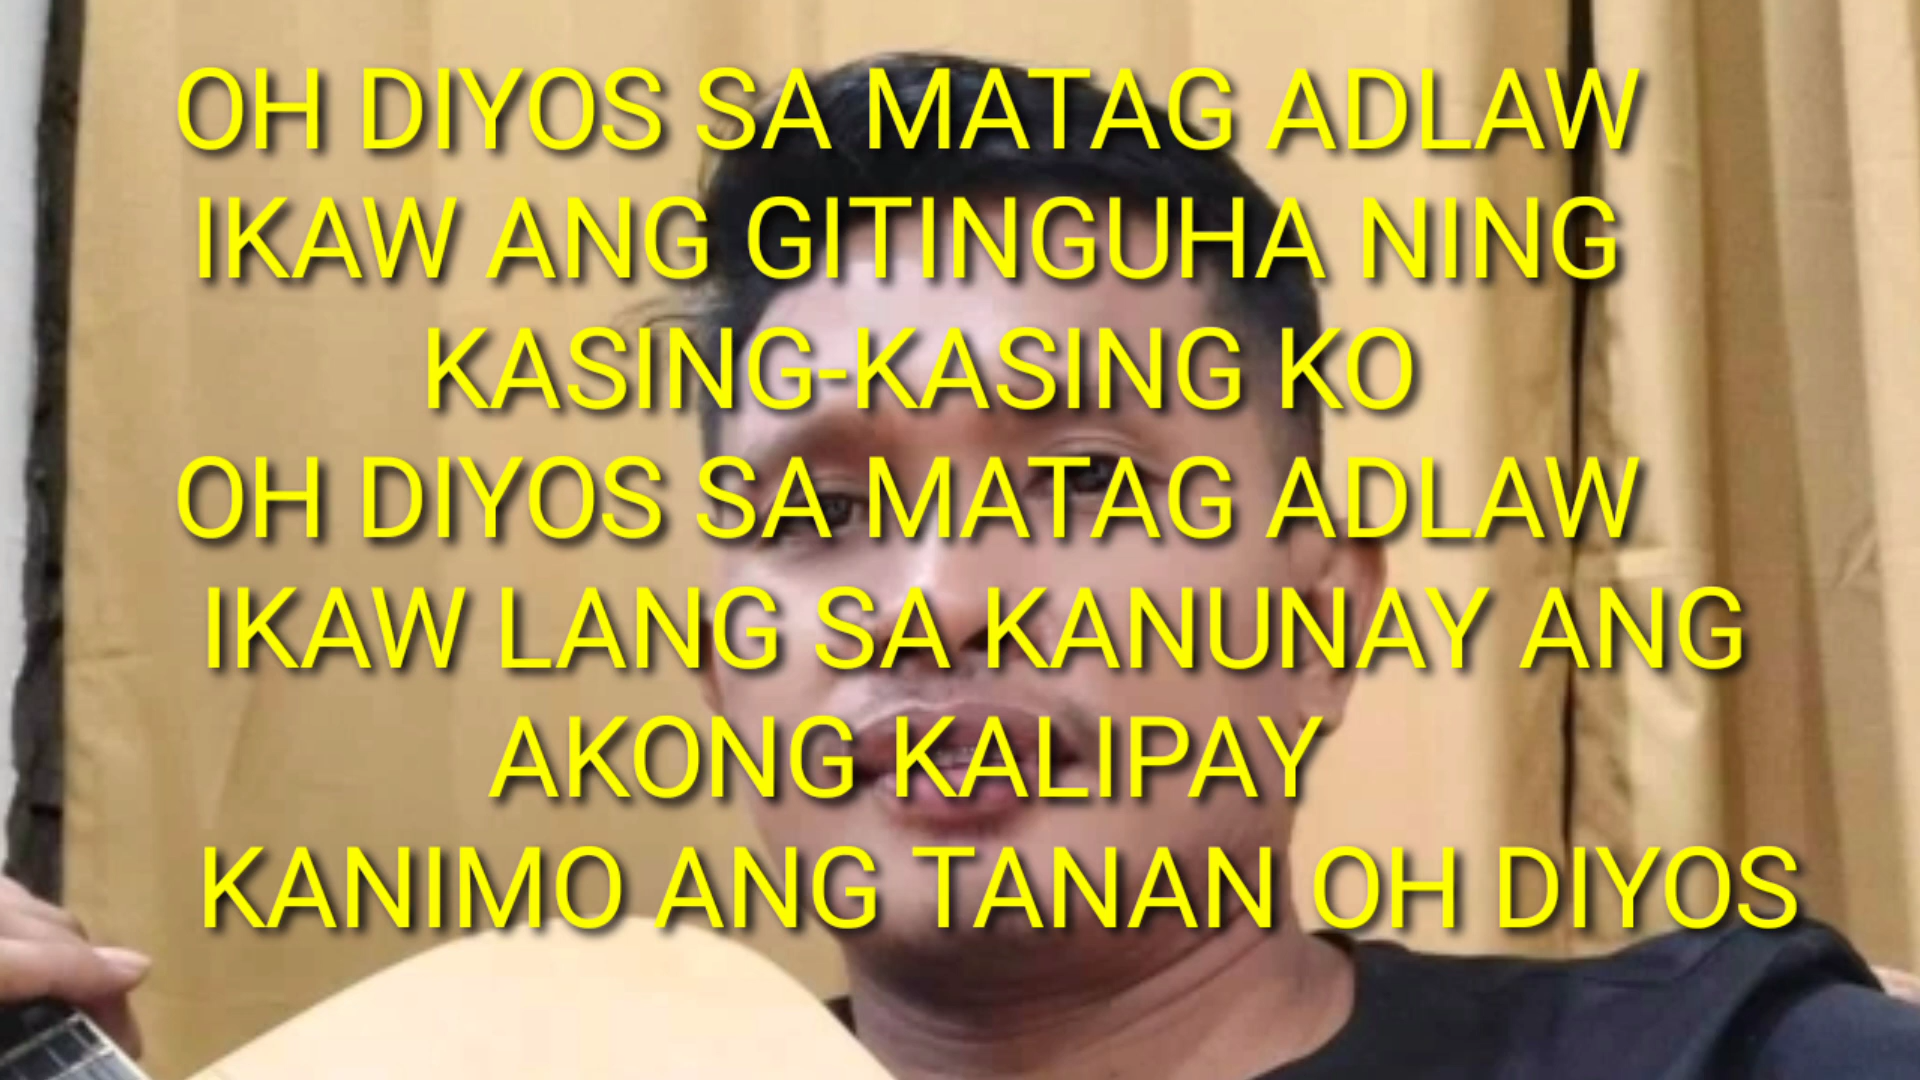 OH DIYOS SA MATAG ADLAW
IKAW ANG GITINGUHA NING
KASING-KASING KO
OH DIYOS SA MATAG ADLAW
IKAW LANG SA KANUNAY ANG
AKONG KALIPAY
KANIMO ANG TANAN OH DIYOS